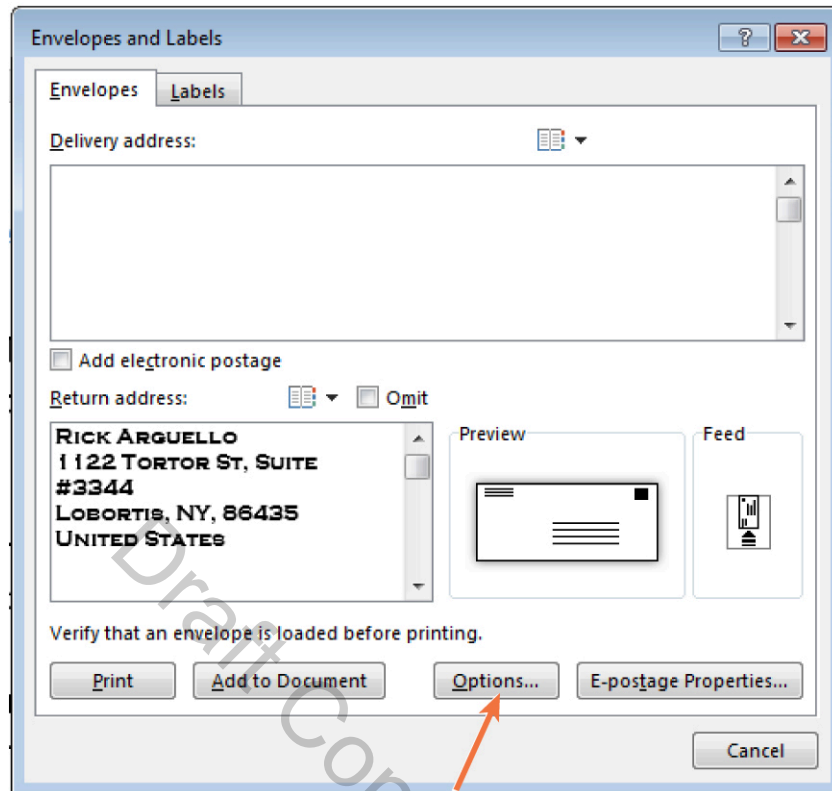 Envelopes and Labels
?
Envelopes Labels
Delivery address:
Add electronic postage
Return address: Omit
RICK ARGUELLO
1122 TORTOR ST, SUITE
#3344
LOBORTIS, NY, 86435
UNITED STATES
Preview
Feed
Verify that an envelope is loaded before printing.
Print Add to Document Options... E-postage Properties...
Cancel
Draft Con